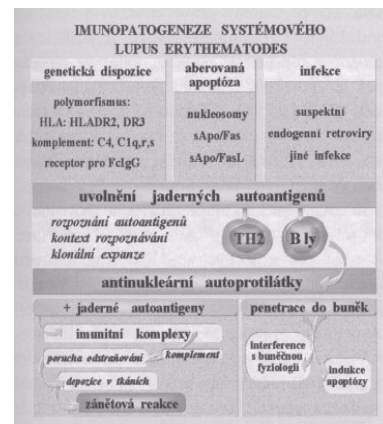 IMUNOPATOGENEZE SYSTÉMOVÉHO
LUPUS ERYTHEMATODES
genetická dispozice
polymorfismus:
HLA: HLADR2, DR3
komplement: C4, C1q,r,s
receptor pro FcIgG
aberovaná
apoptóza
nukleosomy
sApo/Fas
sApo/FasL
infekce
suspektní
endogenní retroviry
jiné infekce
uvolnění jaderných autoantigenů
rozpoznání autoantigenů
kontext rozpoznávání
klonální expanze
TH2
B ly
antinukleární autoprotilátky
+ jaderné autoantigeny
imunitní komplexy
komplement
porucha odstraňování
depozice v tkáních
zánětová reakce
penetrace do buněk
interference
s buněčnou
fyziologií
indukce
apoptózy